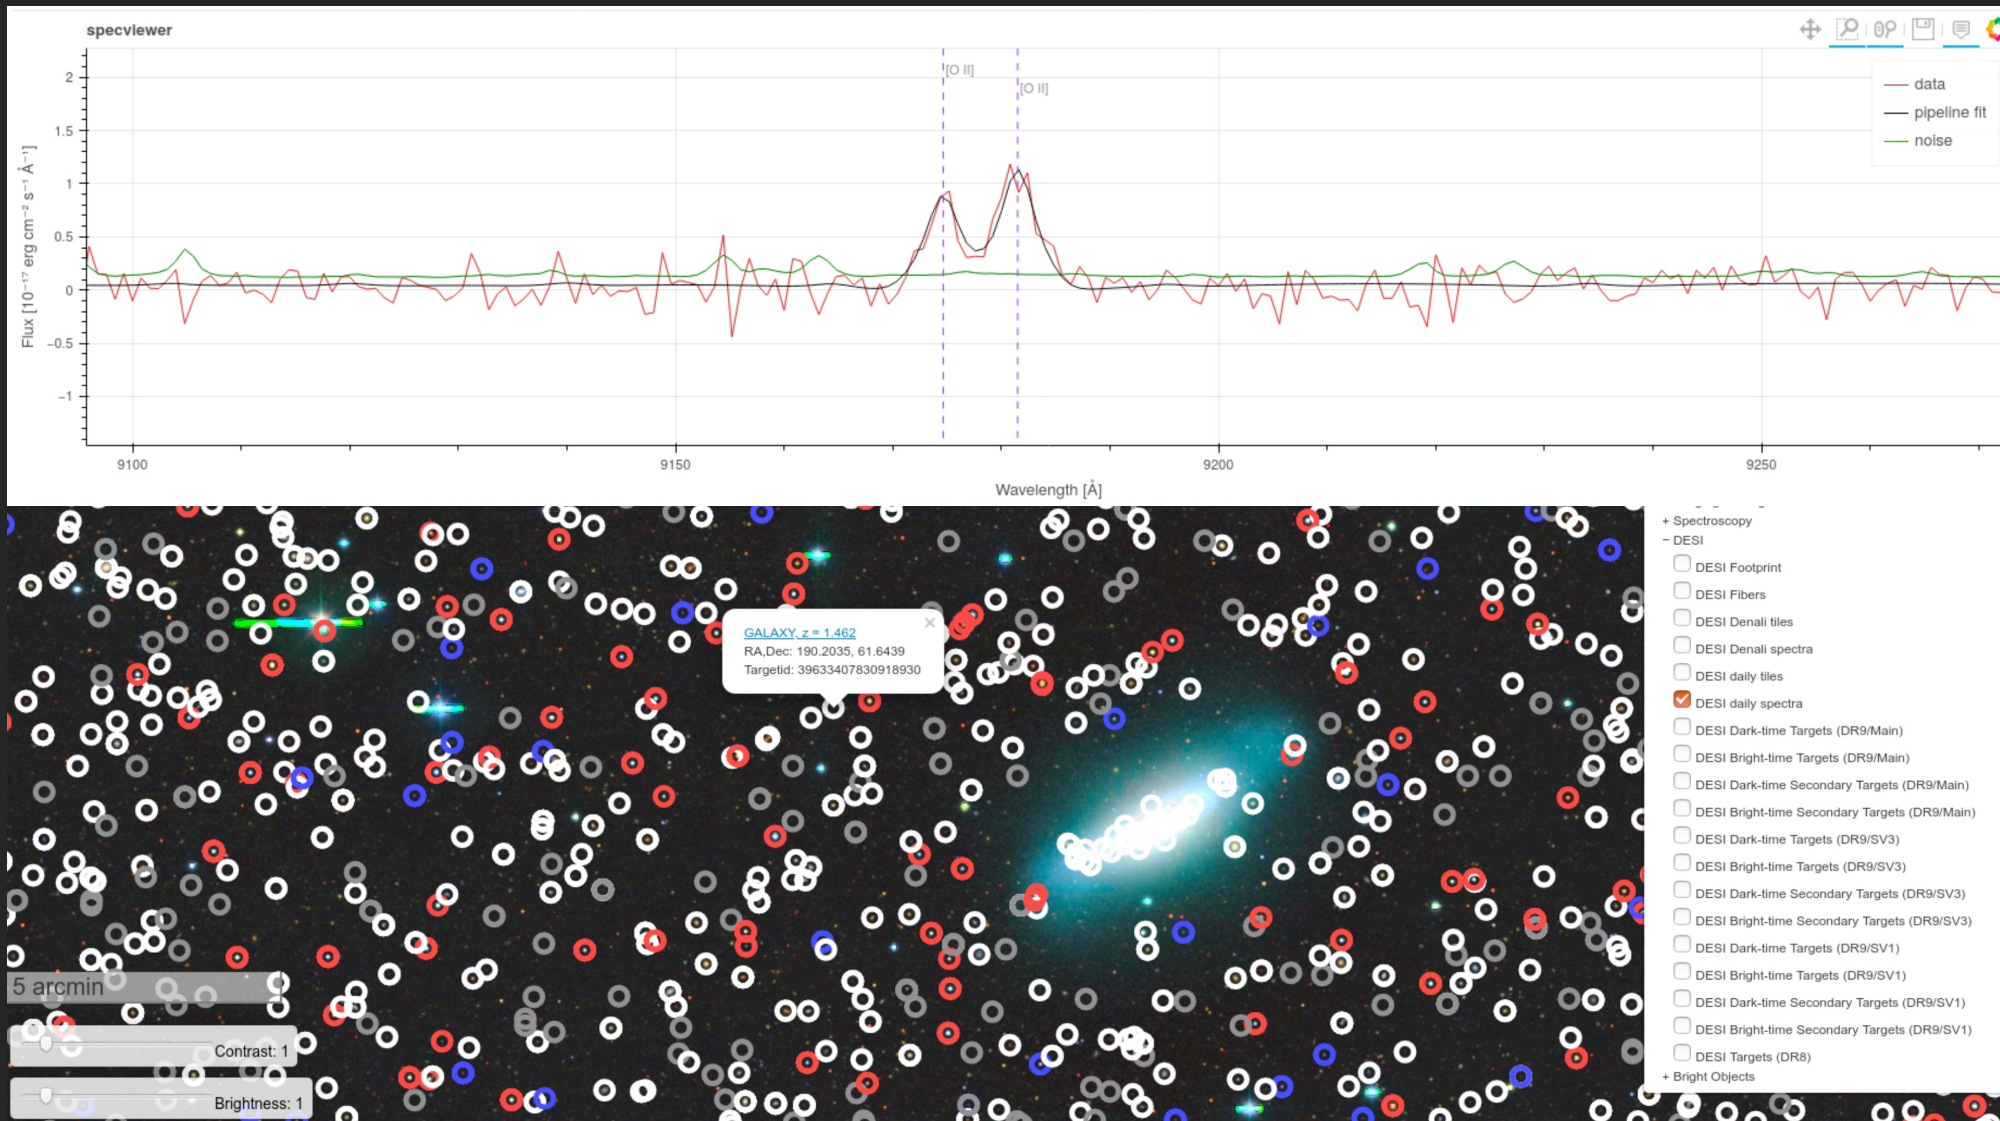 specviewer
[O II]
[O II]
data
pipeline fit
noise
2
1.5
1
0.5
0
−0.5
−1
Flux [10⁻¹⁷ erg cm⁻² s⁻¹ Å⁻¹]
9100
9150
9200
9250
Wavelength [Å]
GALAXY, z = 1.462
×
RA,Dec: 190.2035, 61.6439
Targetid: 39633407830918930
5 arcmin
Contrast: 1
Brightness: 1
+ Spectroscopy
− DESI
DESI Footprint
DESI Fibers
DESI Denali tiles
DESI Denali spectra
DESI daily tiles
DESI daily spectra
DESI Dark-time Targets (DR9/Main)
DESI Bright-time Targets (DR9/Main)
DESI Dark-time Secondary Targets (DR9/Main)
DESI Bright-time Secondary Targets (DR9/Main)
DESI Dark-time Targets (DR9/SV3)
DESI Bright-time Targets (DR9/SV3)
DESI Dark-time Secondary Targets (DR9/SV3)
DESI Bright-time Secondary Targets (DR9/SV3)
DESI Dark-time Targets (DR9/SV1)
DESI Bright-time Targets (DR9/SV1)
DESI Dark-time Secondary Targets (DR9/SV1)
DESI Bright-time Secondary Targets (DR9/SV1)
DESI Targets (DR8)
+ Bright Objects